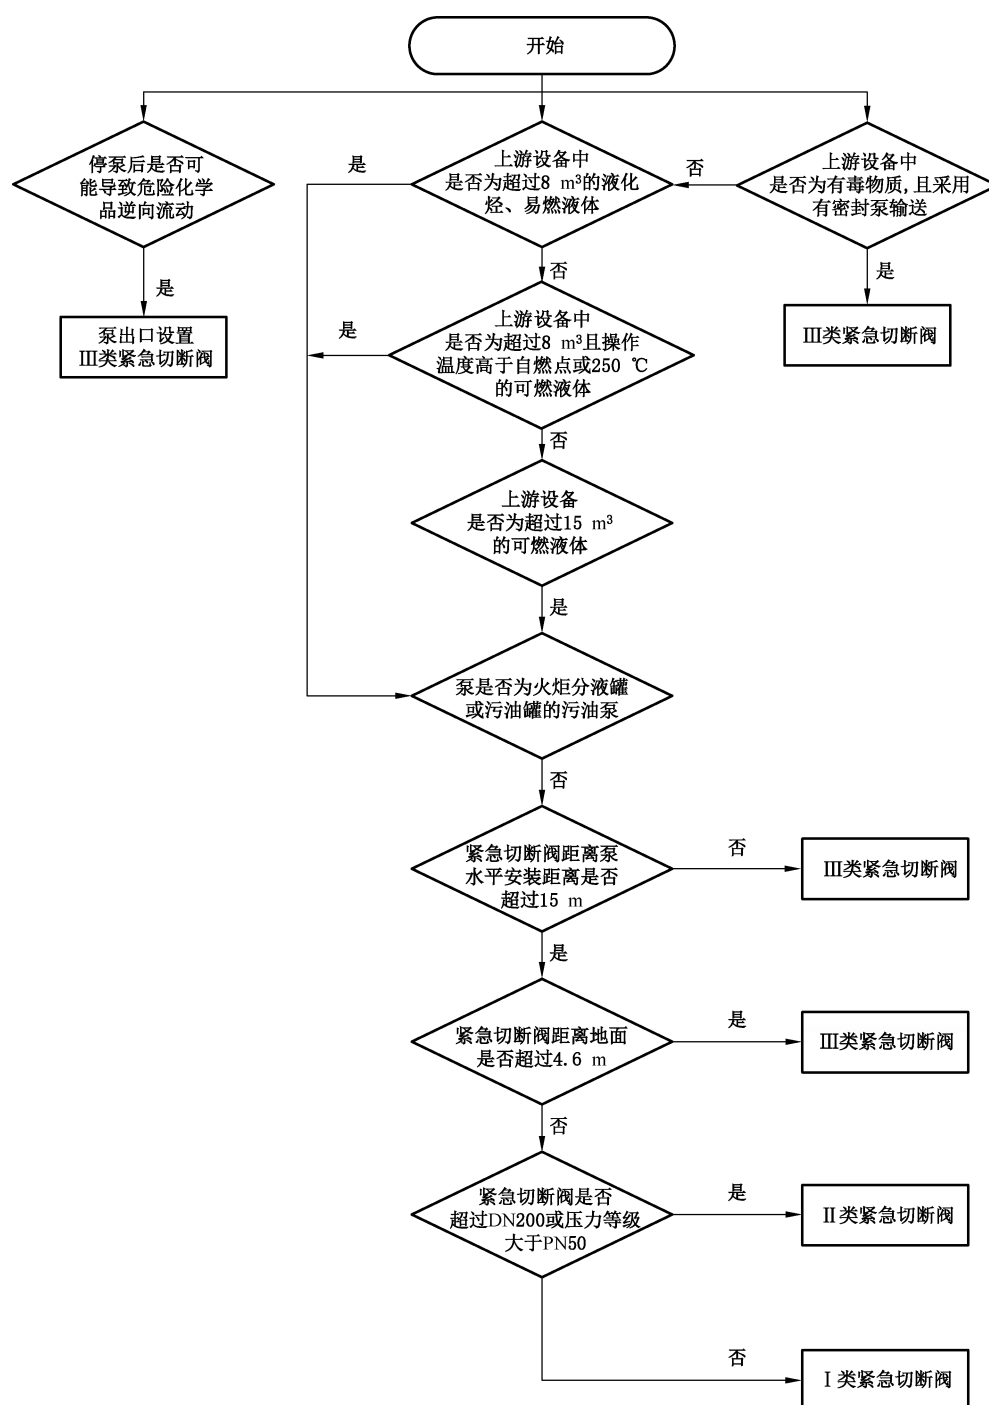 开始
停泵后是否可
能导致危险化学
品逆向流动
是
泵出口设置
Ⅲ类紧急切断阀
上游设备中
是否为超过8 m³的液化
烃、易燃液体
是
否
上游设备中
是否为有毒物质,且采用
有密封泵输送
否
是
Ⅲ类紧急切断阀
上游设备中
是否为超过8 m³且操作
温度高于自燃点或250 ℃
的可燃液体
是
否
上游设备
是否为超过15 m³
的可燃液体
是
泵是否为火炬分液罐
或污油罐的污油泵
否
紧急切断阀距离泵
水平安装距离是否
超过15 m
否
Ⅲ类紧急切断阀
是
紧急切断阀距离地面
是否超过4.6 m
是
Ⅲ类紧急切断阀
否
紧急切断阀是否
超过DN200或压力等级
大于PN50
是
Ⅱ类紧急切断阀
否
Ⅰ类紧急切断阀